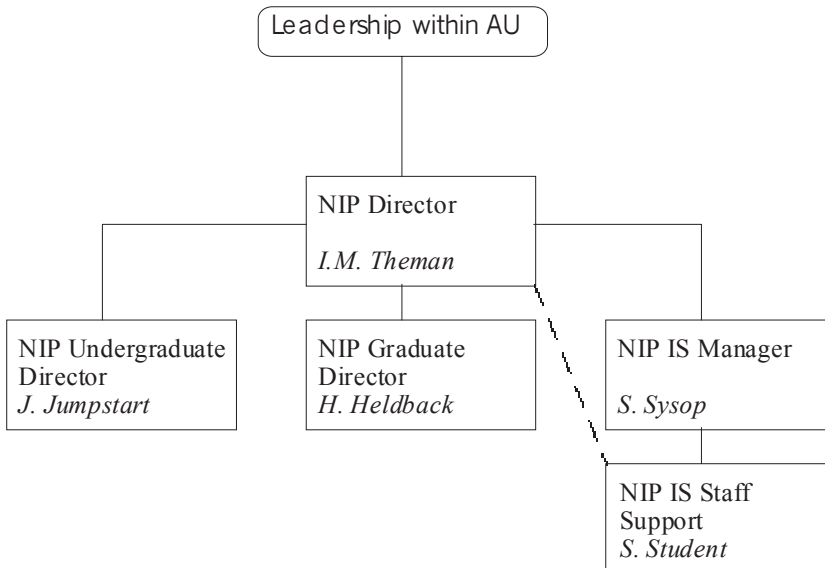 Leadership within AU
NIP Director
I.M. Theman
NIP Undergraduate
Director
J. Jumpstart
NIP Graduate
Director
H. Heldback
NIP IS Manager
S. Sysop
NIP IS Staff
Support
S. Student